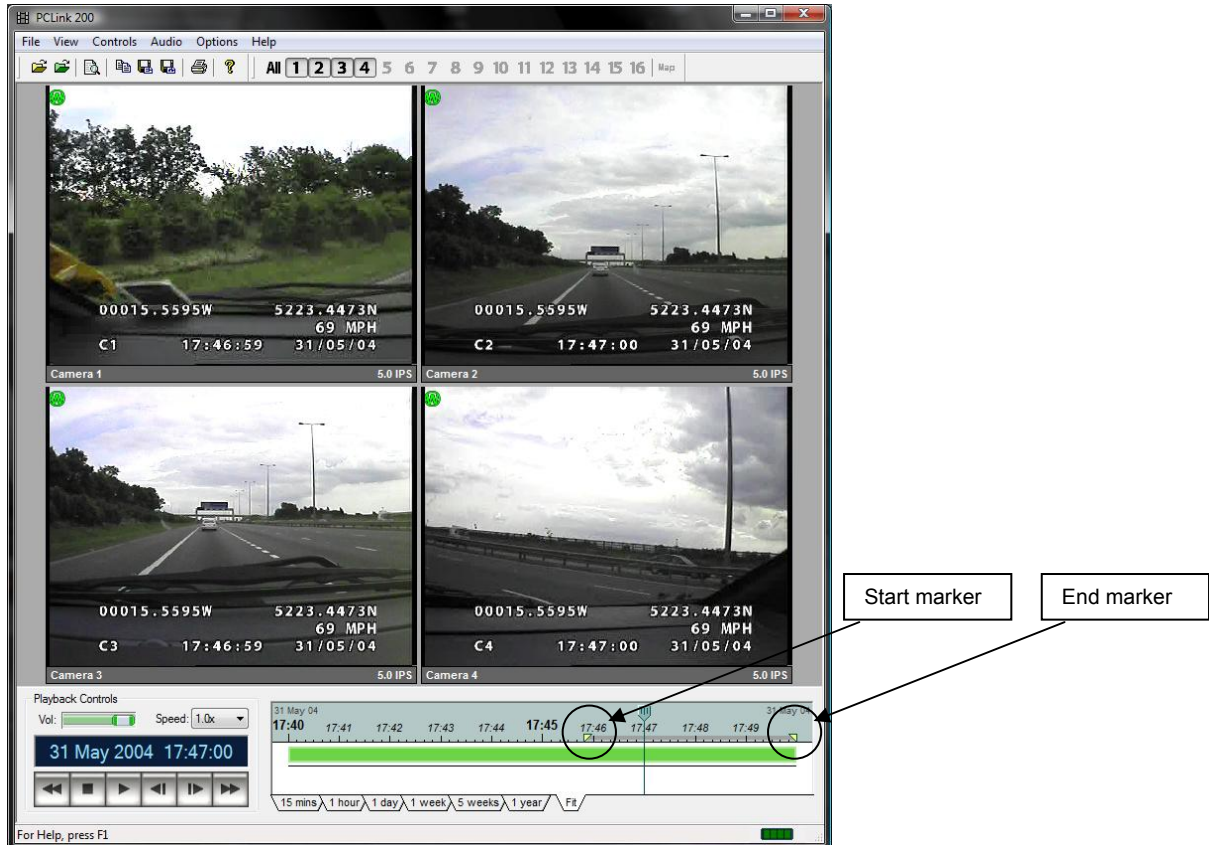 PCLink 200
File View Controls Audio Options Help
All 1 2 3 4 5 6 7 8 9 10 11 12 13 14 15 16 Map
00015.5595W 5223.4473N
69 MPH
C1 17:46:59 31/05/04
Camera 1 5.0 IPS
00015.5595W 5223.4473N
69 MPH
C2 17:47:00 31/05/04
Camera 2 5.0 IPS
00015.5595W 5223.4473N
69 MPH
C3 17:46:59 31/05/04
Camera 3 5.0 IPS
00015.5595W 5223.4473N
69 MPH
C4 17:47:00 31/05/04
Camera 4 5.0 IPS
Start marker
End marker
Playback Controls
Vol: Speed: 1.0x
31 May 2004 17:47:00
31 May 04 31 May 04
17:40 17:41 17:42 17:43 17:44 17:45 17:46 17:47 17:48 17:49
15 mins 1 hour 1 day 1 week 5 weeks 1 year Fit
For Help, press F1